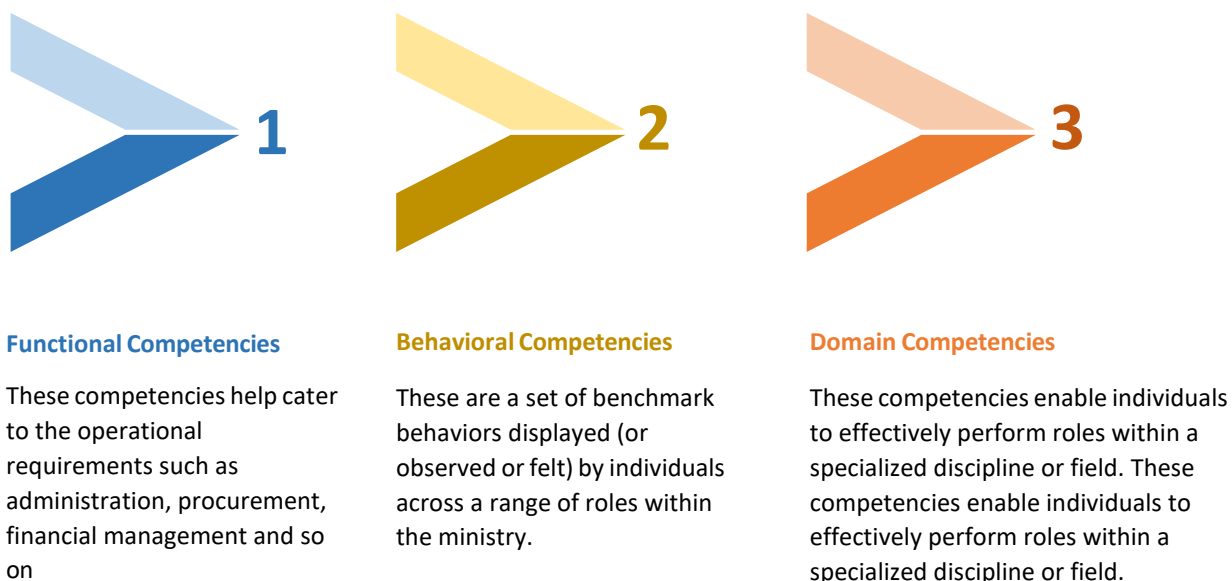 1
2
3
Functional Competencies
These competencies help cater
to the operational
requirements such as
administration, procurement,
financial management and so
on
Behavioral Competencies
These are a set of benchmark
behaviors displayed (or
observed or felt) by individuals
across a range of roles within
the ministry.
Domain Competencies
These competencies enable individuals
to effectively perform roles within a
specialized discipline or field. These
competencies enable individuals to
effectively perform roles within a
specialized discipline or field.